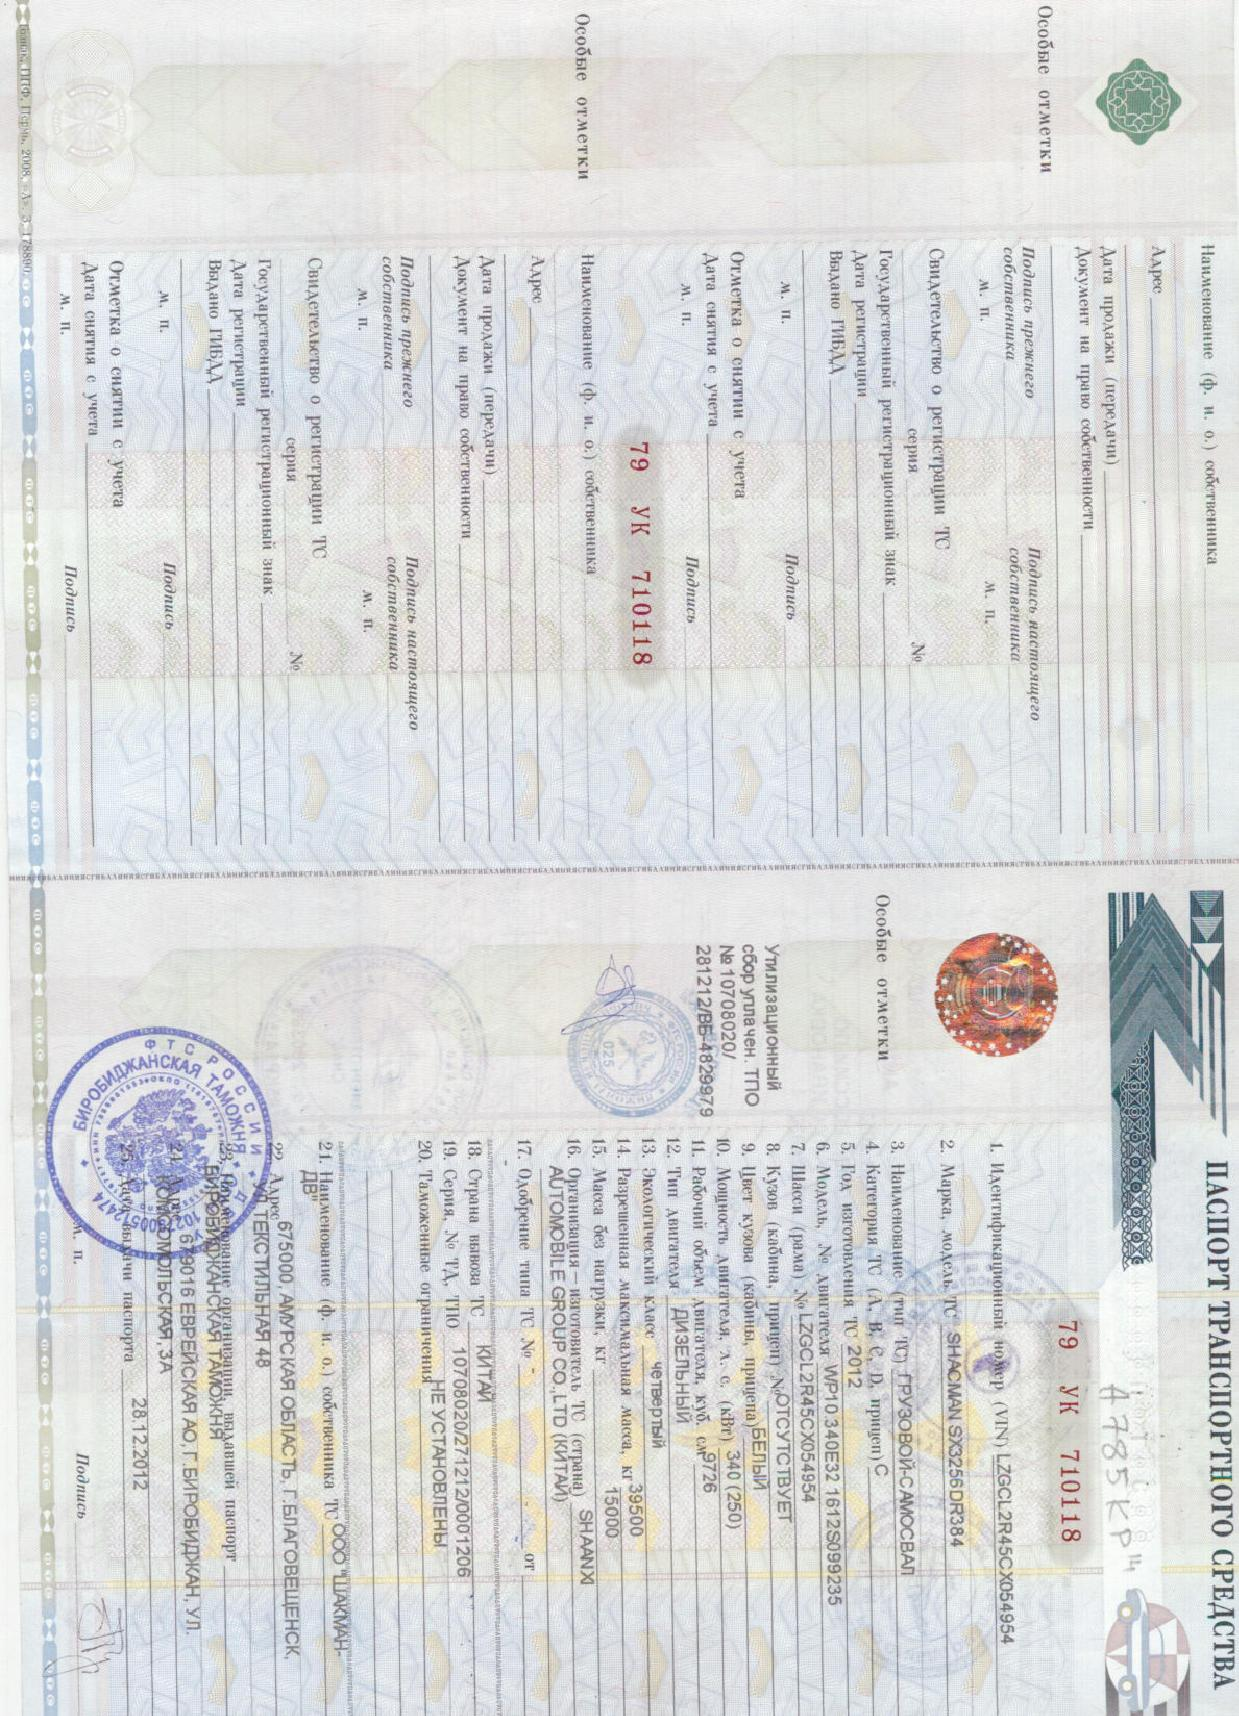 ПАСПОРТ ТРАНСПОРТНОГО СРЕДСТВА
А785КР 14
79 УК 710118
1. Идентификационный номер (VIN) LZGCL2R45CX054954
2. Марка, модель ТС SHACMAN SX3256DR384
3. Наименование (тип ТС) ГРУЗОВОЙ-САМОСВАЛ
4. Категория ТС (А, В, С, D, прицеп) C
5. Год изготовления ТС 2012
6. Модель, № двигателя WP10.340E32 1612S099235
7. Шасси (рама) № LZGCL2R45CX054954
8. Кузов (кабина, прицеп) № ОТСУТСТВУЕТ
9. Цвет кузова (кабины, прицепа) БЕЛЫЙ
10. Мощность двигателя, л. с. (кВт) 340 (250)
11. Рабочий объем двигателя, куб. см 9726
12. Тип двигателя ДИЗЕЛЬНЫЙ
13. Экологический класс четвертый
14. Разрешенная максимальная масса, кг 39500
15. Масса без нагрузки, кг 15000
16. Организация – изготовитель ТС (страна) SHAANXI
AUTOMOBILE GROUP CO.,LTD (КИТАЙ)
17. Одобрение типа ТС № - от
18. Страна вывоза ТС КИТАЙ
19. Серия, № ТД, ТПО 10708020/271212/0001206
20. Таможенные ограничения НЕ УСТАНОВЛЕНЫ
21. Наименование (ф. и. о.) собственника ТС ООО "ШАКМАН-
ДВ"
22. Адрес 675000, АМУРСКАЯ ОБЛАСТЬ, Г.БЛАГОВЕЩЕНСК,
УЛ.ТЕКСТИЛЬНАЯ 48
23. Наименование организации, выдавшей паспорт
БИРОБИДЖАНСКАЯ ТАМОЖНЯ
24. Адрес 679016 ЕВРЕЙСКАЯ АО, Г.БИРОБИДЖАН, УЛ.
КОМСОМОЛЬСКАЯ,3А
25. Дата выдачи паспорта 28.12.2012
м. п.
Подпись
Особые отметки
Утилизационный
сбор уплачен. ТПО
№10708020/
281212/ВБ-4829979
025
ФТС РОССИИ
БИРОБИДЖАНСКАЯ ТАМОЖНЯ
Наименование (ф. и. о.) собственника
Адрес
Дата продажи (передачи)
Документ на право собственности
Подпись прежнего собственника
Подпись настоящего собственника
м. п.
м. п.
Свидетельство о регистрации ТС
серия №
Государственный регистрационный знак
Дата регистрации
Выдано ГИБДД
м. п. Подпись
Отметка о снятии с учета
Дата снятия с учета
м. п. Подпись
79 УК 710118
Наименование (ф. и. о.) собственника
Адрес
Дата продажи (передачи)
Документ на право собственности
Подпись прежнего собственника
Подпись настоящего собственника
м. п.
м. п.
Свидетельство о регистрации ТС
серия №
Государственный регистрационный знак
Дата регистрации
Выдано ГИБДД
м. п. Подпись
Отметка о снятии с учета
Дата снятия с учета
м. п. Подпись
Особые отметки
Особые отметки